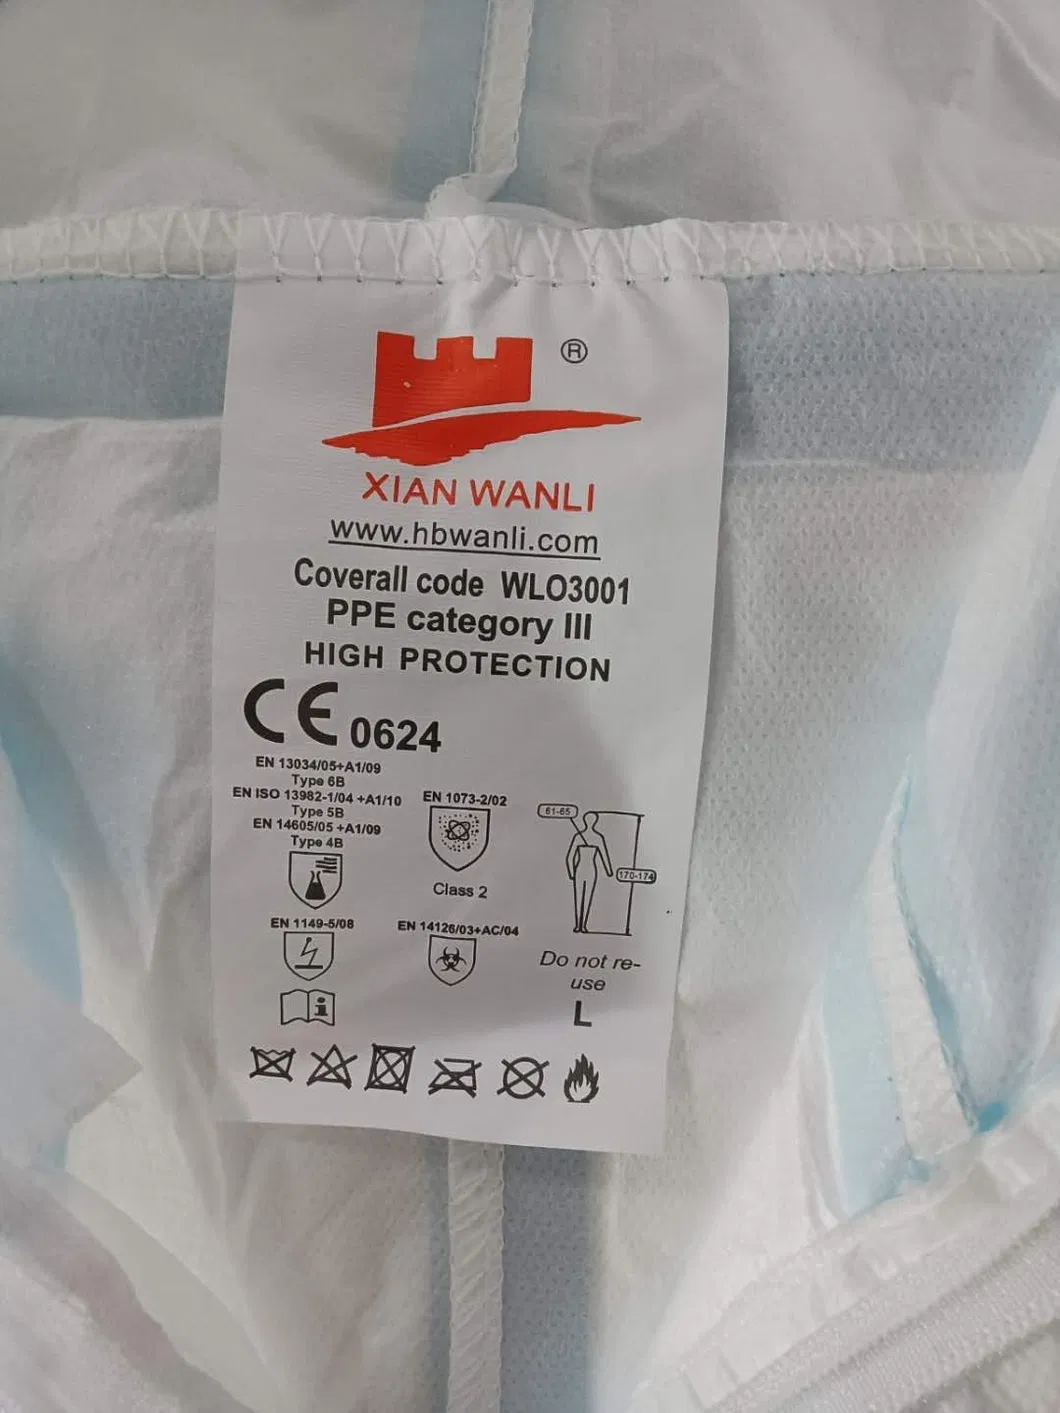 ®
XIAN WANLI
www.hbwanli.com
Coverall code WLO3001
PPE category III
HIGH PROTECTION
CE 0624
EN 13034/05+A1/09
Type 6B
EN ISO 13982-1/04 +A1/10
Type 5B
EN 14605/05 +A1/09
Type 4B
EN 1073-2/02
Class 2
61-65
170-174
EN 1149-5/08
EN 14126/03+AC/04
i
Do not re-
use
L